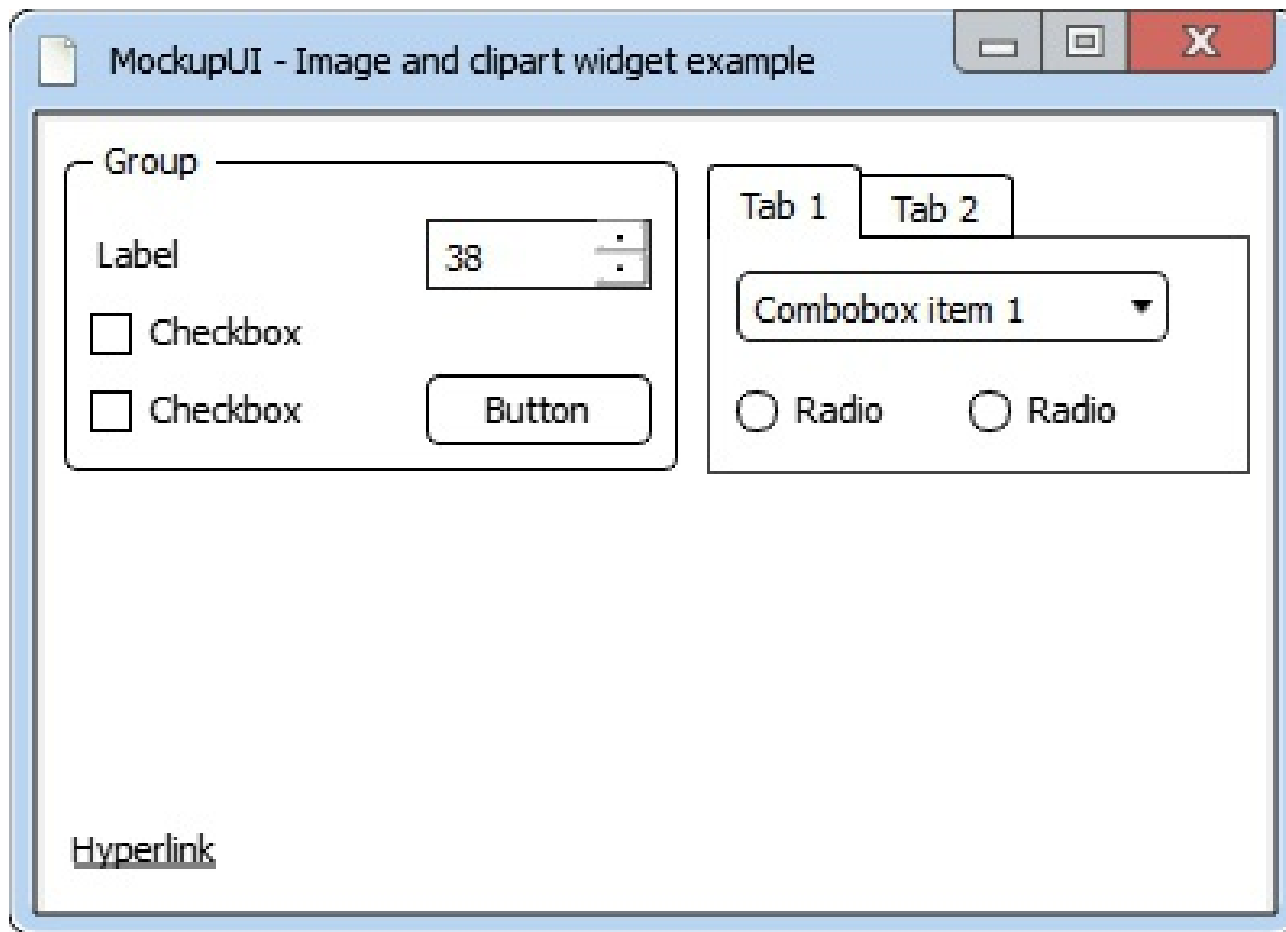 MockupUI - Image and clipart widget example
Group
Label
38
Checkbox
Checkbox
Button
Tab 1
Tab 2
Combobox item 1
Radio
Radio
Hyperlink